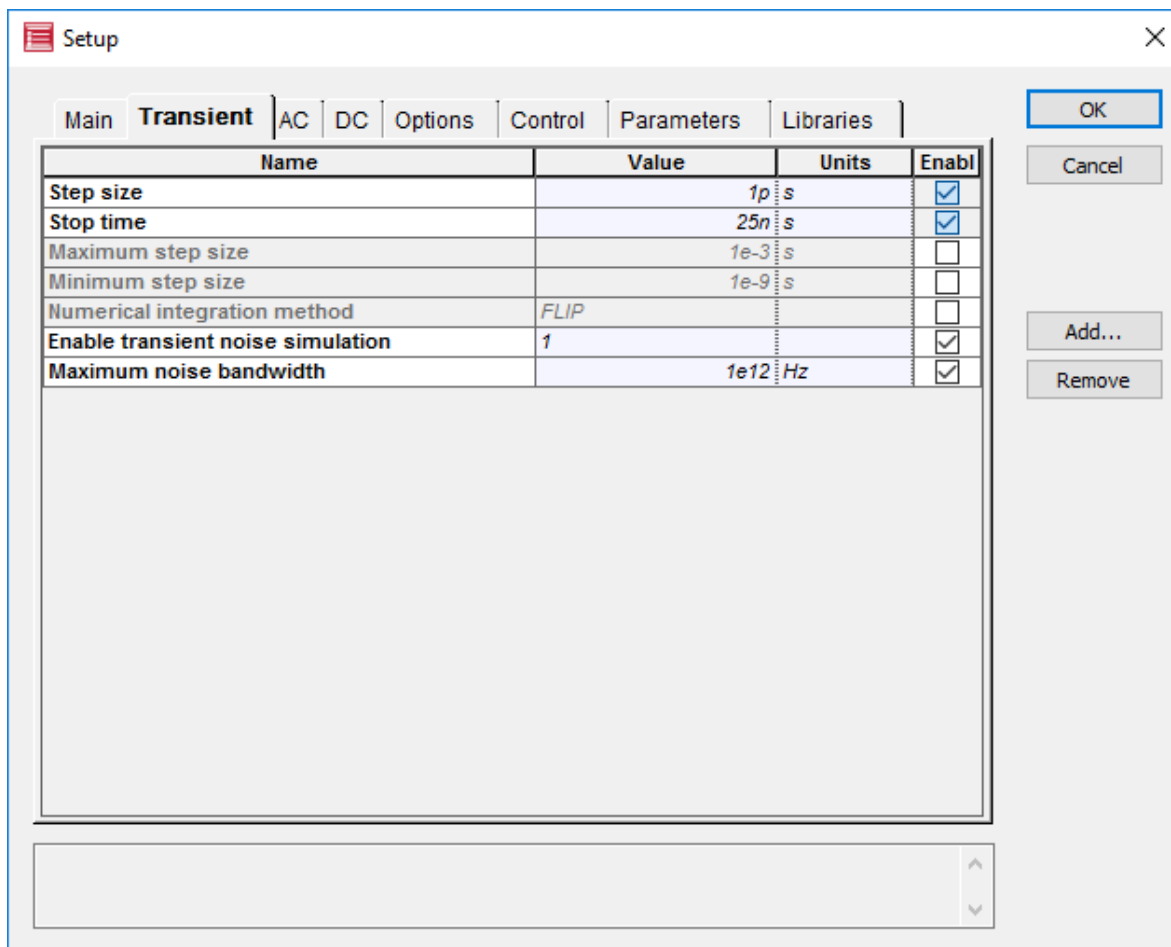 Setup
Main Transient AC DC Options Control Parameters Libraries
OK
Cancel
Name Value Units Enabl
Step size 1p s
Stop time 25n s
Maximum step size 1e-3 s
Minimum step size 1e-9 s
Numerical integration method FLIP
Enable transient noise simulation 1
Maximum noise bandwidth 1e12 Hz
Add...
Remove